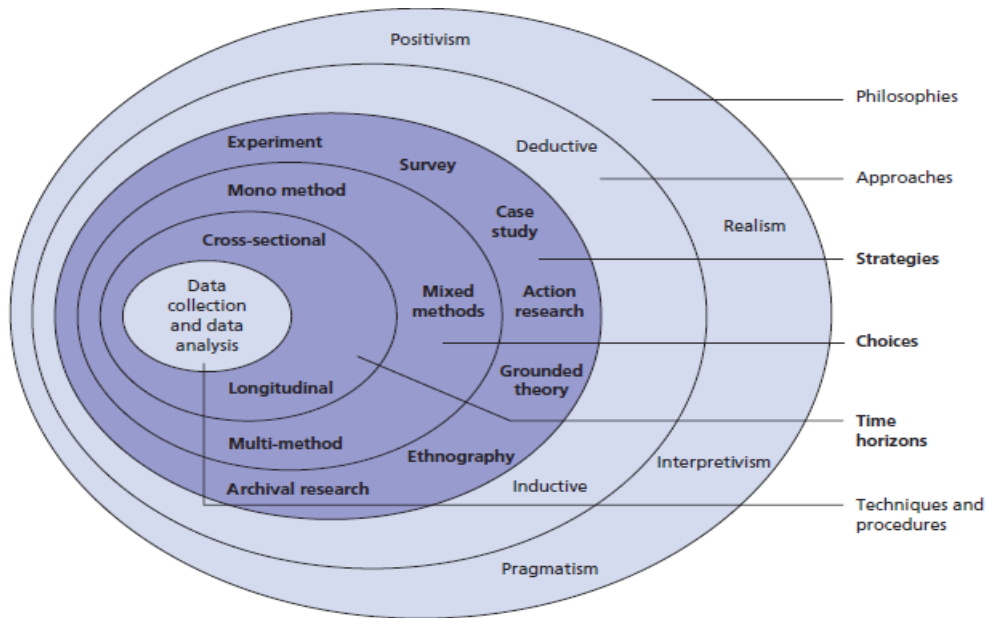 Positivism
Philosophies
Experiment
Deductive
Survey
Approaches
Mono method
Case
study
Realism
Cross-sectional
Strategies
Data
collection
and data
analysis
Mixed
methods
Action
research
Choices
Longitudinal
Grounded
theory
Time
horizons
Multi-method
Ethnography
Interpretivism
Archival research
Inductive
Techniques and
procedures
Pragmatism